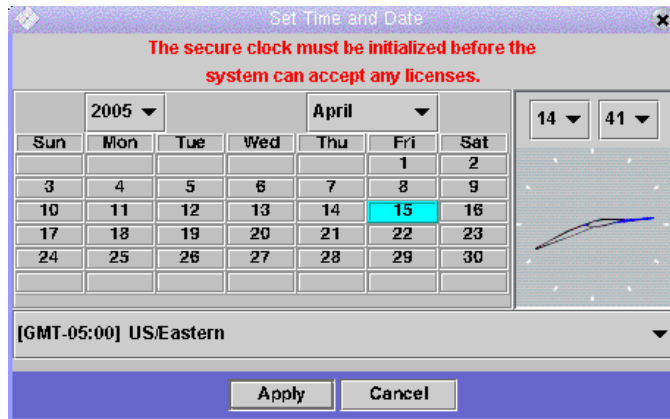 Set Time and Date
The secure clock must be initialized before the
system can accept any licenses.
2005 April 14 41
Sun Mon Tue Wed Thu Fri Sat
1 2
3 4 5 6 7 8 9
10 11 12 13 14 15 16
17 18 19 20 21 22 23
24 25 26 27 28 29 30
[GMT-05:00] US/Eastern
Apply Cancel